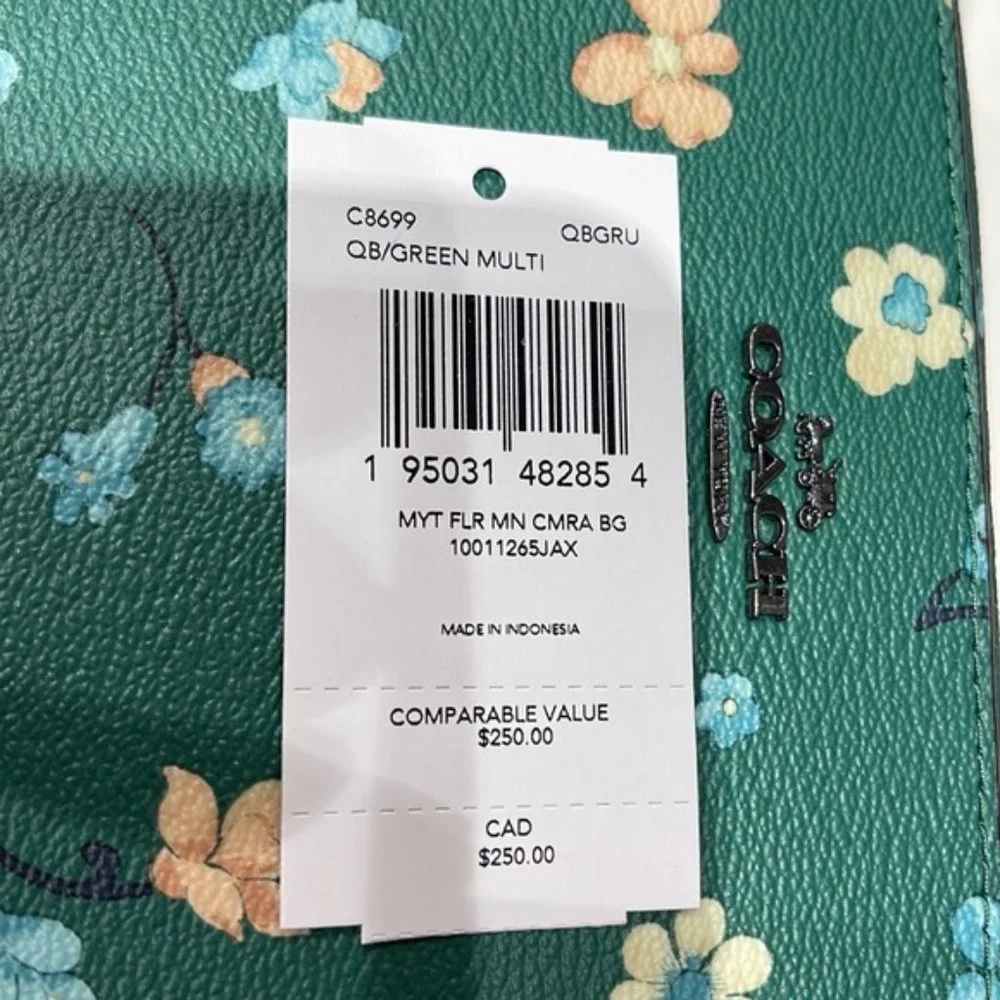 C8699 QBGRU
QB/GREEN MULTI
1 95031 48285 4
MYT FLR MN CMRA BG
10011265JAX
MADE IN INDONESIA
COMPARABLE VALUE
$250.00
CAD
$250.00
COACH